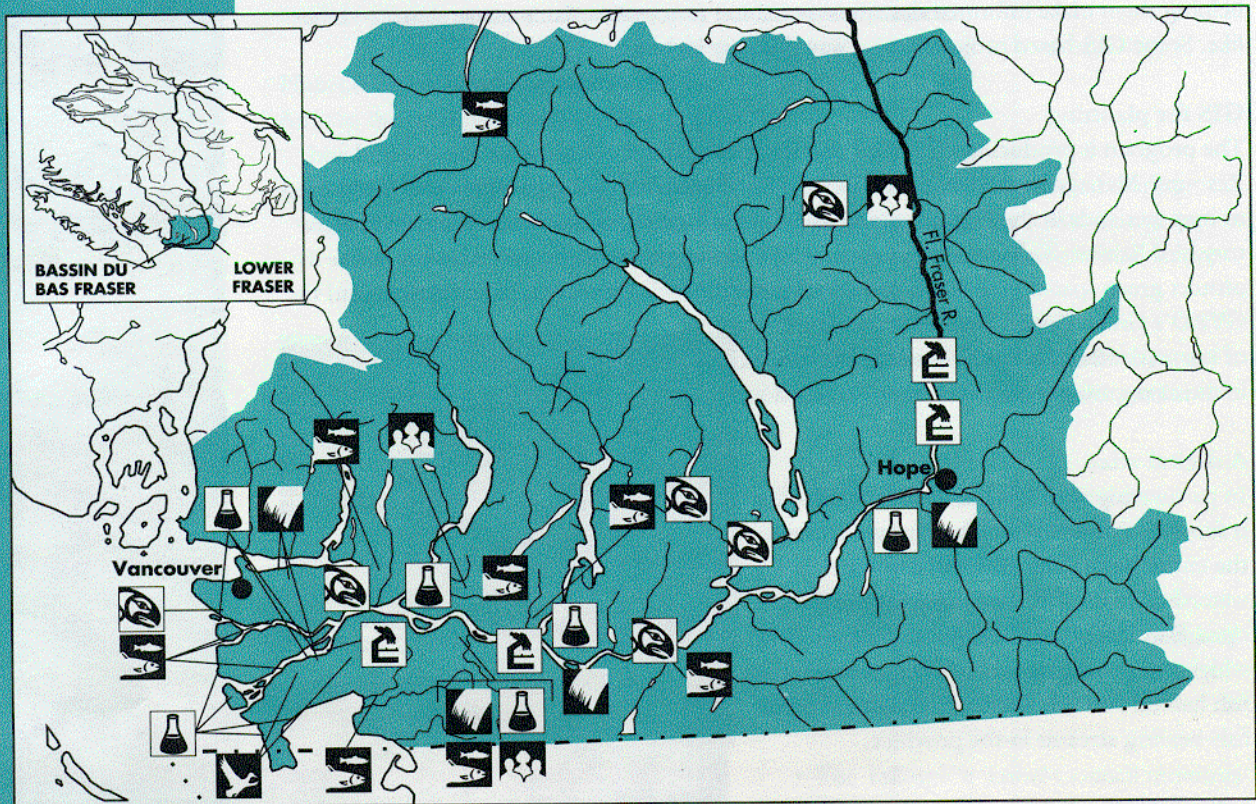 BASSIN DU
BAS FRASER
LOWER
FRASER
Fl. Fraser R.
Hope
Vancouver